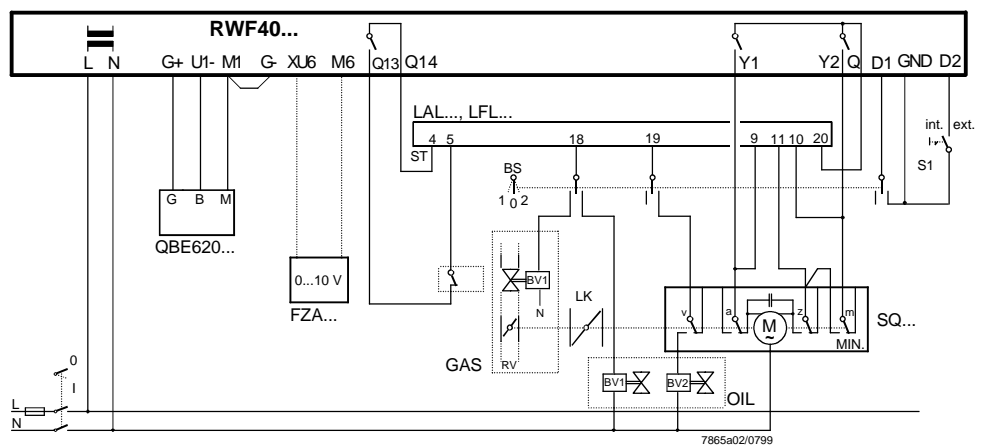 RWF40...
L N G+ U1- M1 G- XU6 M6 Q13 Q14 Y1 Y2 Q D1 GND D2
LAL..., LFL...
int. ext.
4 5 18 19 9 11 10 20
ST
S1
BS
1 0 2
G B M
QBE620...
0...10 V
FZA...
BV1
N
LK
v a z m
M
~
SQ...
MIN.
GAS
RV
0
I
BV1 BV2
OIL
L
N
7865a02/0799